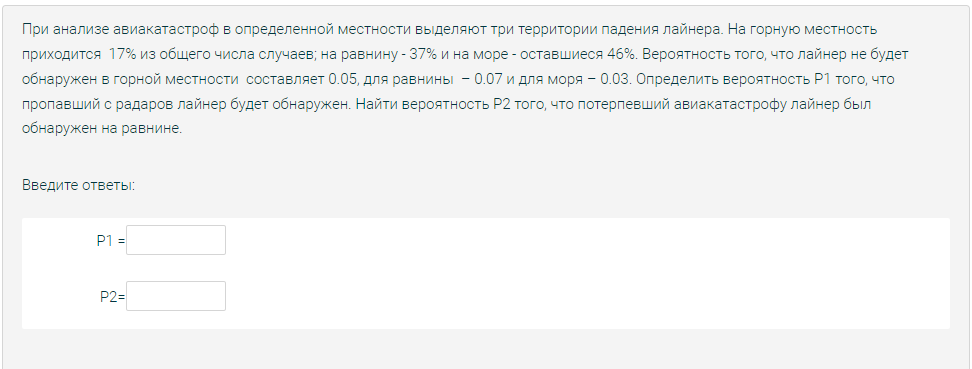 При анализе авиакатастроф в определенной местности выделяют три территории падения лайнера. На горную местность
приходится 17% из общего числа случаев; на равнину - 37% и на море - оставшиеся 46%. Вероятность того, что лайнер не будет
обнаружен в горной местности составляет 0.05, для равнины – 0.07 и для моря – 0.03. Определить вероятность P1 того, что
пропавший с радаров лайнер будет обнаружен. Найти вероятность P2 того, что потерпевший авиакатастрофу лайнер был
обнаружен на равнине.
Введите ответы:
P1 =
P2=